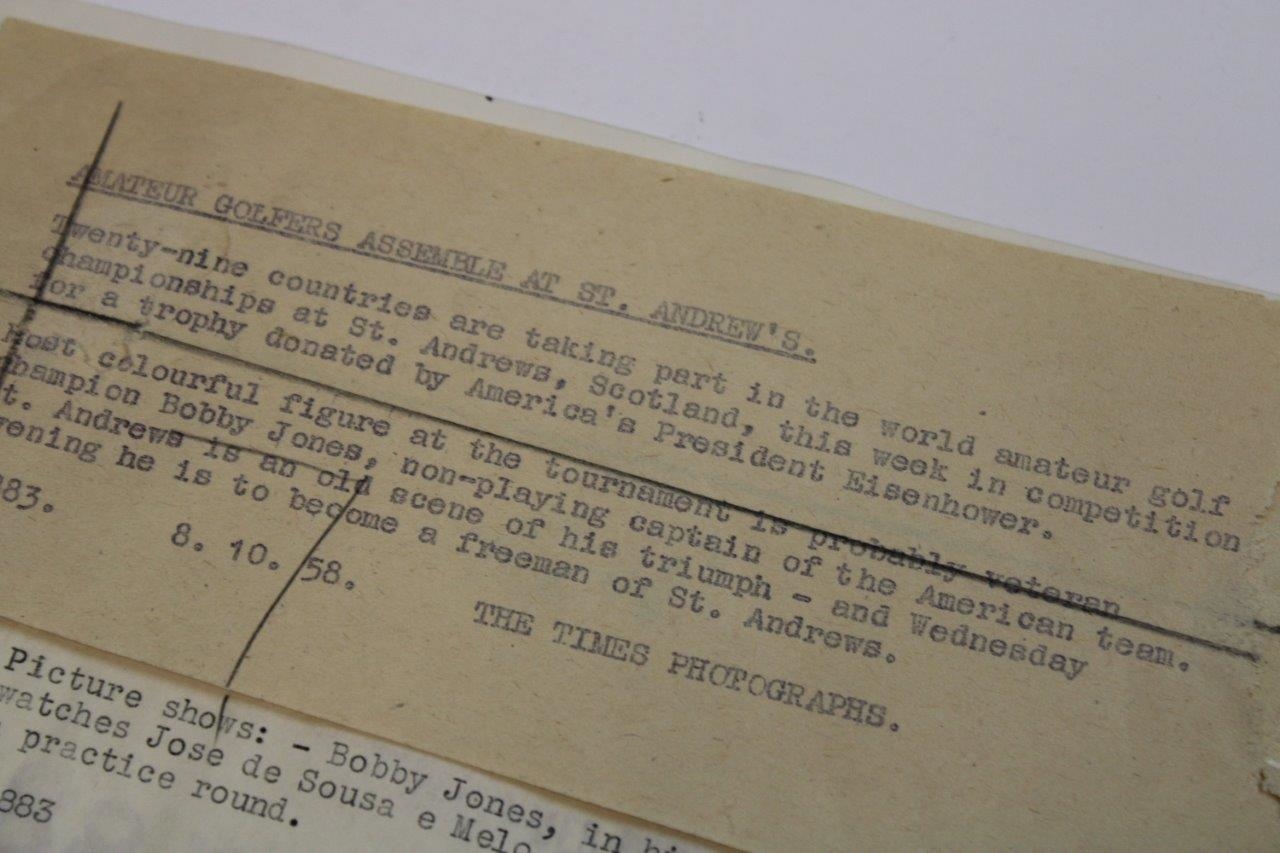 AMATEUR GOLFERS ASSEMBLE AT ST. ANDREW'S.
Twenty-nine countries are taking part in the world amateur golf
championships at St. Andrews, Scotland, this week in competition
for a trophy donated by America's President Eisenhower.
Most colourful figure at the tournament is probably veteran
champion Bobby Jones, non-playing captain of the American team.
St. Andrews is an old scene of his triumph - and Wednesday
evening he is to become a freeman of St. Andrews.
883.
8. 10. 58.
THE TIMES PHOTOGRAPHS.
Picture shows: - Bobby Jones, in
watches Jose de Sousa e Melo
practice round.
883